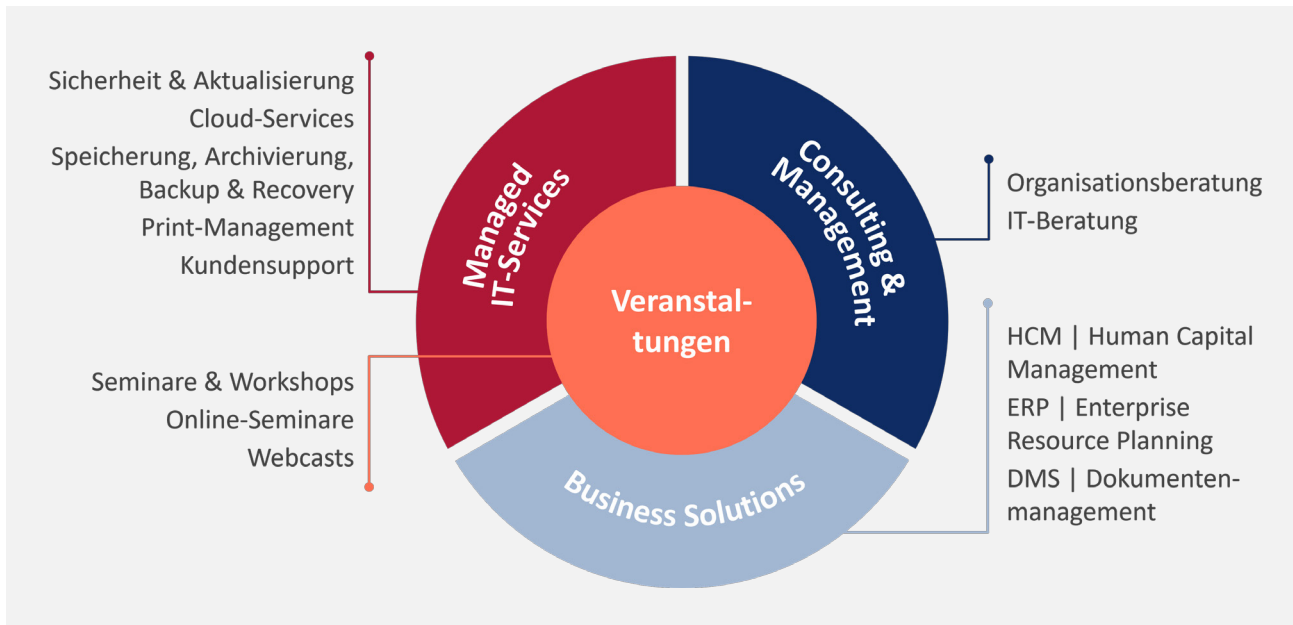 Sicherheit & Aktualisierung
Cloud-Services
Speicherung, Archivierung,
Backup & Recovery
Print-Management
Kundensupport
Seminare & Workshops
Online-Seminare
Webcasts
Managed
IT-Services
Veranstal-
tungen
Consulting &
Management
Business Solutions
Organisationsberatung
IT-Beratung
HCM | Human Capital
Management
ERP | Enterprise
Resource Planning
DMS | Dokumenten-
management